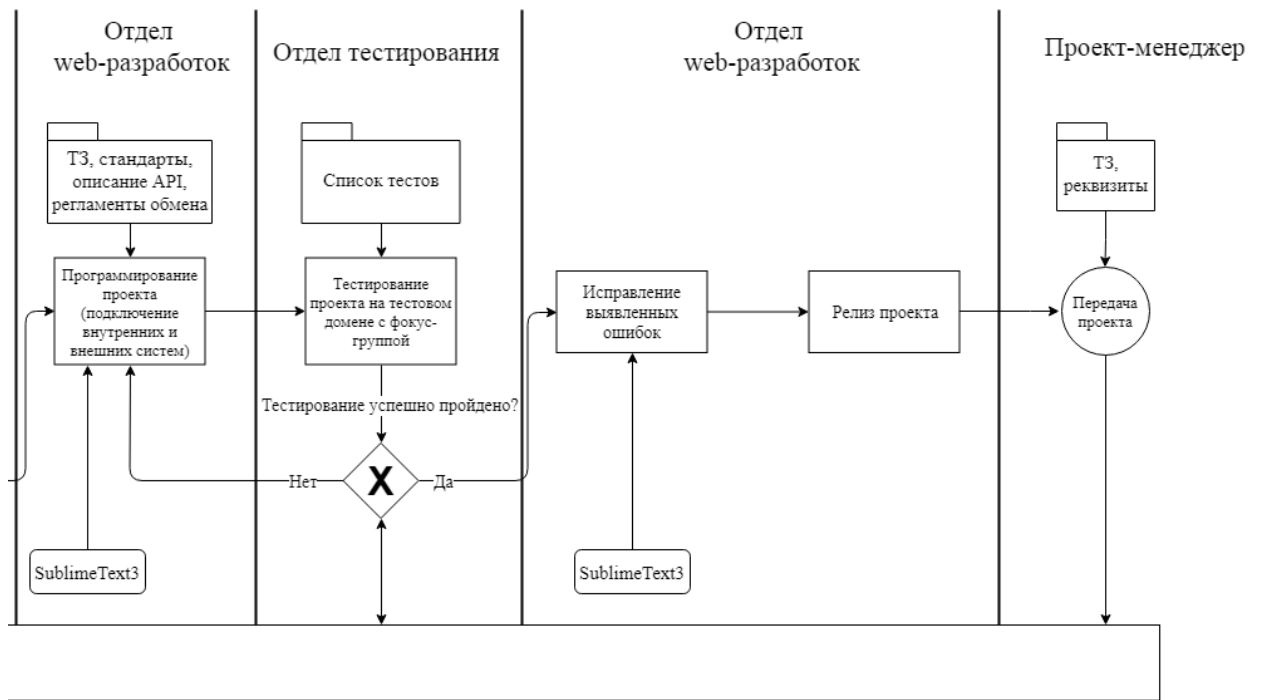 Отдел
web-разработок
Отдел тестирования
Отдел
web-разработок
Проект-менеджер
ТЗ, стандарты,
описание API,
регламенты обмена
Список тестов
ТЗ,
реквизиты
Программирование
проекта
(подключение
внутренних и
внешних систем)
Тестирование
проекта на тестовом
домене с фокус-
группой
Исправление
выявленных
ошибок
Релиз проекта
Передача
проекта
Тестирование успешно пройдено?
Нет
X
Да
SublimeText3
SublimeText3